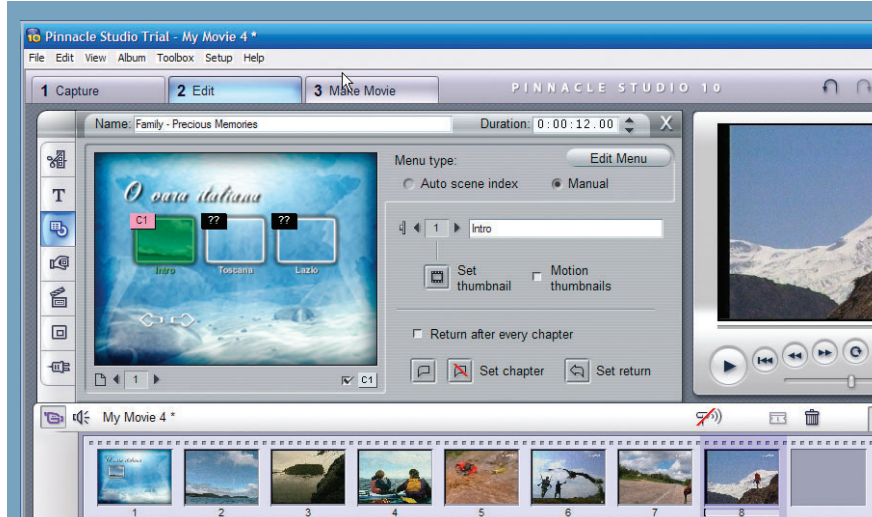 Pinnacle Studio Trial - My Movie 4 *
File Edit View Album Toolbox Setup Help
1 Capture 2 Edit 3 Make Movie PINNACLE STUDIO 10
Name: Family - Precious Memories Duration: 0:00:12.00 X
Menu type: Edit Menu
Auto scene index Manual
O cara italiana
C1 ?? ??
Intro Toscana Lazio
1 Intro
Set thumbnail Motion thumbnails
Return after every chapter
Set chapter Set return
1 C1
My Movie 4 *
1 2 3 4 5 6 7 8